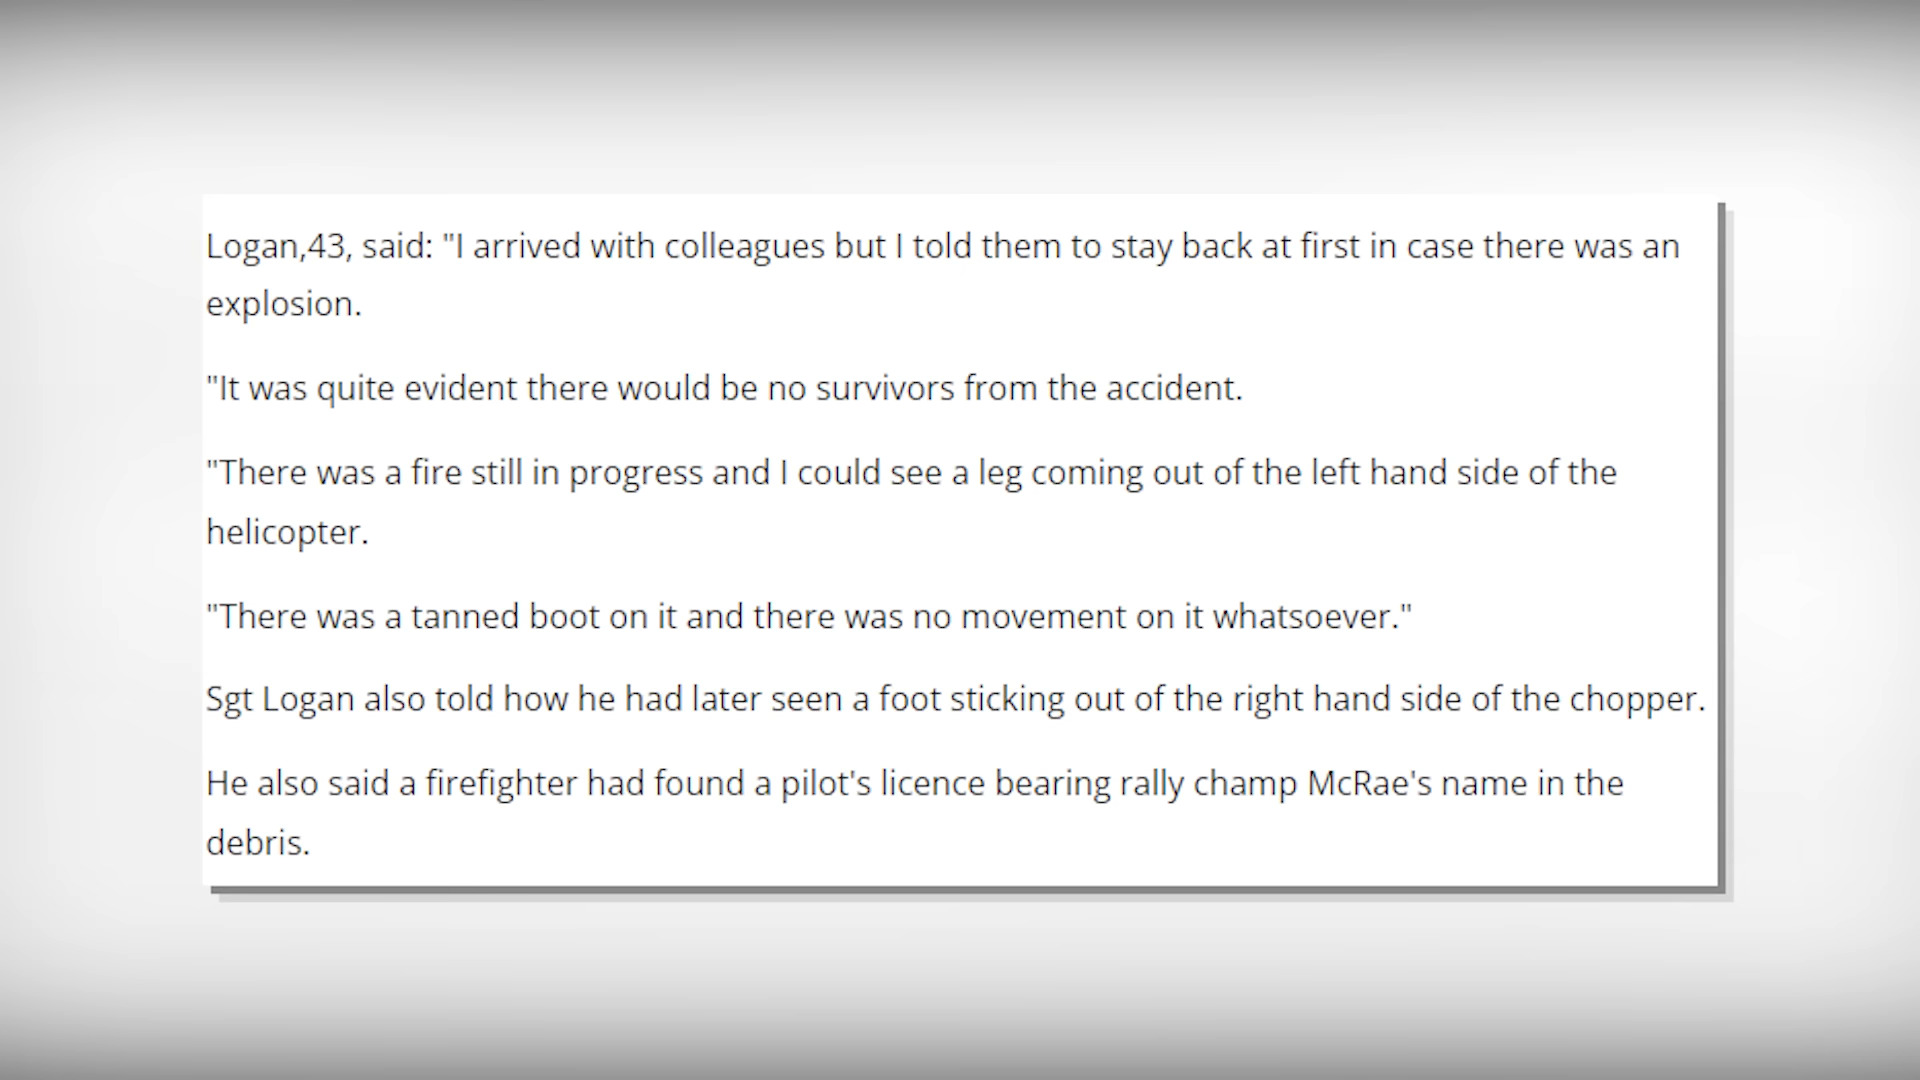 Logan,43, said: "I arrived with colleagues but I told them to stay back at first in case there was an
explosion.
"It was quite evident there would be no survivors from the accident.
"There was a fire still in progress and I could see a leg coming out of the left hand side of the
helicopter.
"There was a tanned boot on it and there was no movement on it whatsoever."
Sgt Logan also told how he had later seen a foot sticking out of the right hand side of the chopper.
He also said a firefighter had found a pilot's licence bearing rally champ McRae's name in the
debris.